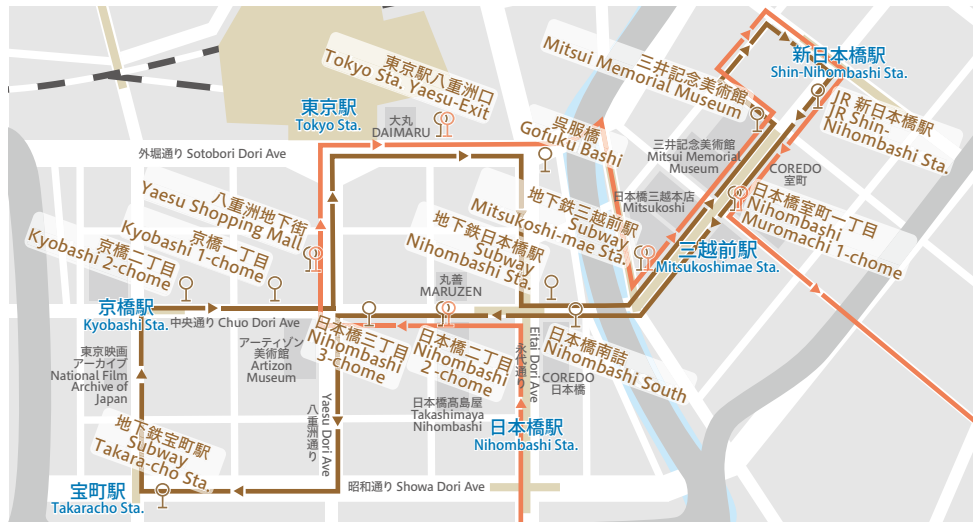 東京駅八重洲口
Tokyo Sta. Yaesu-Exit
東京駅
Tokyo Sta.
大丸
DAIMARU
呉服橋
Gofuku Bashi
三井記念美術館
Mitsui Memorial Museum
新日本橋駅
Shin-Nihombashi Sta.
JR 新日本橋駅
JR Shin-
Nihombashi Sta.
外堀通り Sotobori Dori Ave
三井記念美術館
Mitsui Memorial
Museum
COREDO
室町
日本橋三越本店
Mitsukoshi
八重洲地下街
Yaesu Shopping Mall
地下鉄三越前駅
Subway
Mitsukoshi-mae Sta.
日本橋室町一丁目
Nihombashi
Muromachi 1-chome
京橋二丁目
Kyobashi 2-chome
京橋一丁目
Kyobashi 1-chome
地下鉄日本橋駅
Subway
Nihombashi Sta.
三越前駅
Mitsukoshimae Sta.
丸善
MARUZEN
京橋駅
Kyobashi Sta.
中央通り Chuo Dori Ave
東京映画
アーカイブ
National Film
Archive of
Japan
アーティゾン
美術館
Artizon
Museum
日本橋三丁目
Nihombashi
3-chome
日本橋二丁目
Nihombashi
2-chome
永代通り
Eitai Dori Ave
日本橋南詰
Nihombashi South
COREDO
日本橋
八重洲通り
Yaesu Dori Ave
日本橋髙島屋
Takashimaya
Nihombashi
日本橋駅
Nihombashi Sta.
地下鉄宝町駅
Subway
Takara-cho Sta.
宝町駅
Takaracho Sta.
昭和通り Showa Dori Ave